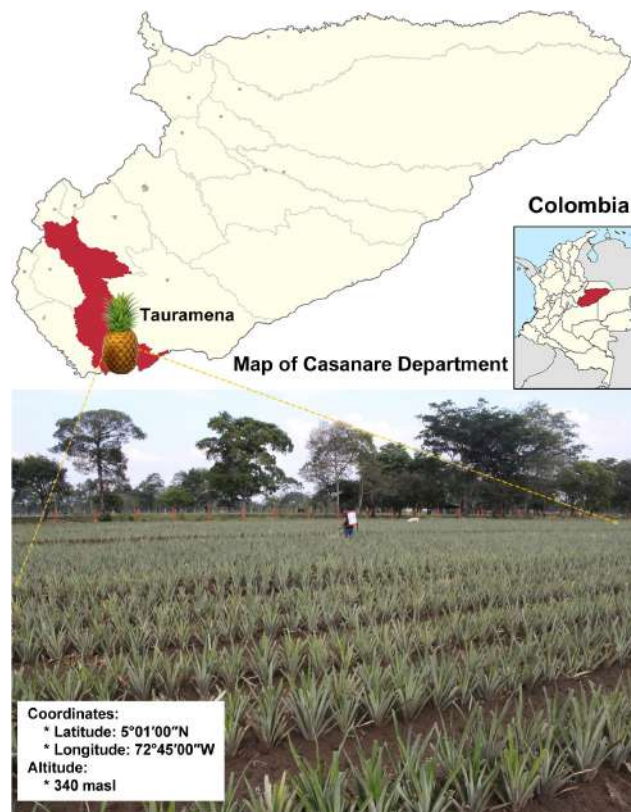 Colombia
Tauramena
Map of Casanare Department
Coordinates:
* Latitude: 5°01′00″N
* Longitude: 72°45′00″W
Altitude:
* 340 masl